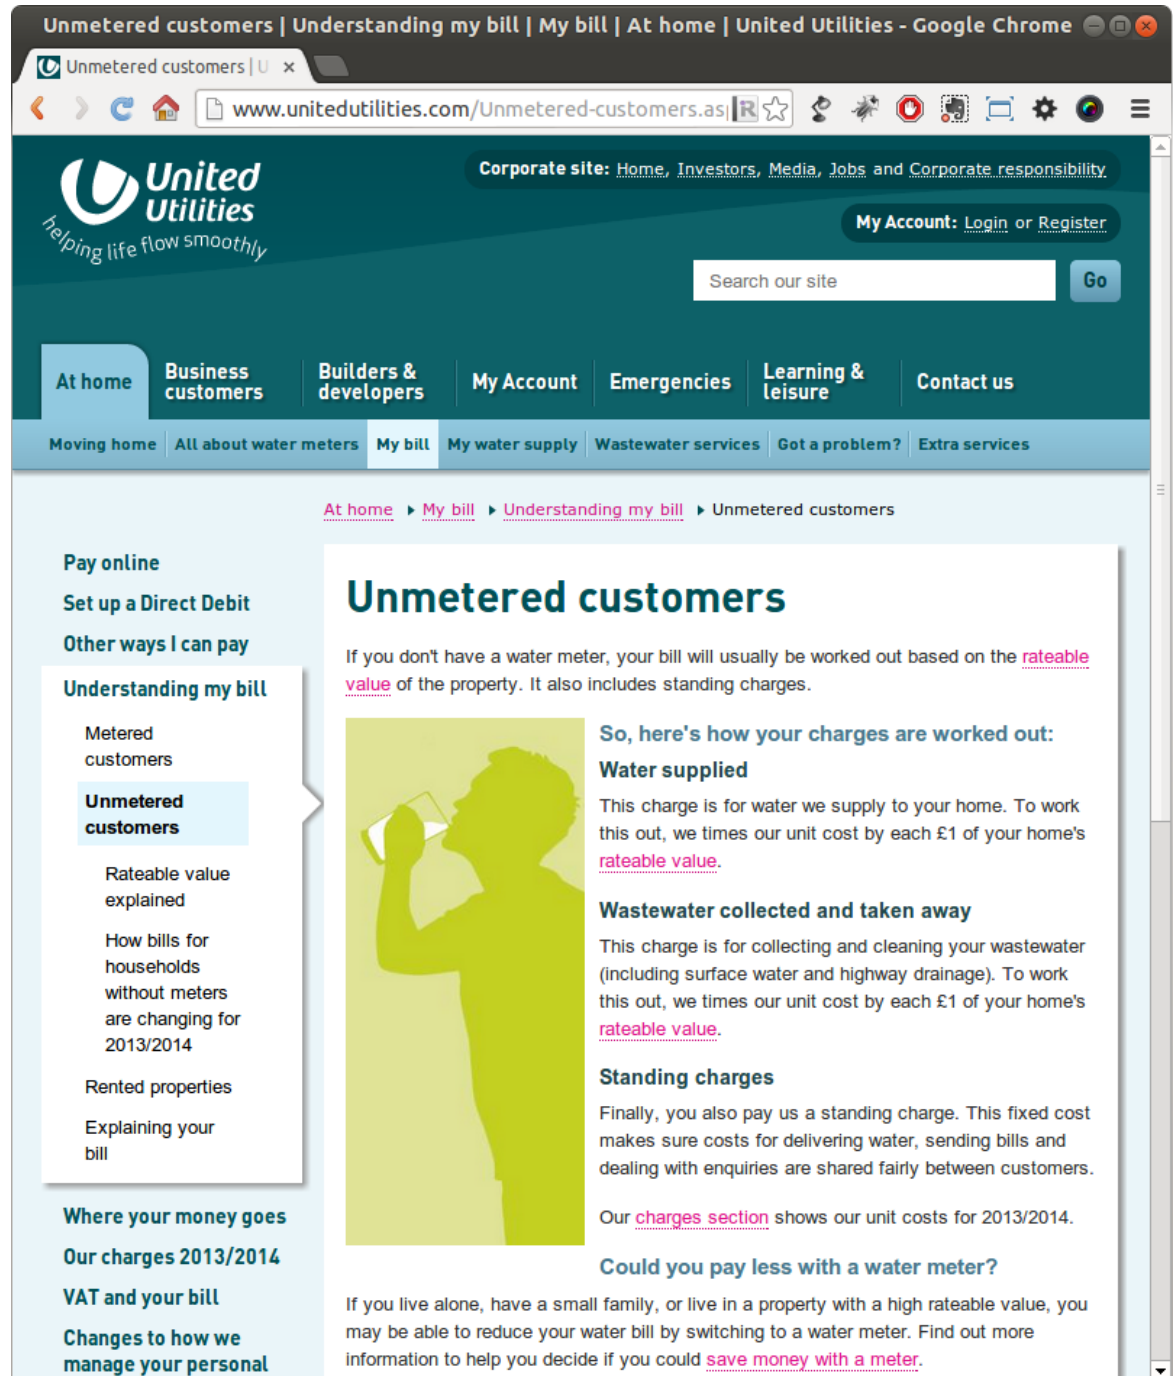 Unmetered customers | Understanding my bill | My bill | At home | United Utilities - Google Chrome
Unmetered customers | U
www.unitedutilities.com/Unmetered-customers.asp
United
Utilities
helping life flow smoothly
Corporate site: Home, Investors, Media, Jobs and Corporate responsibility
My Account: Login or Register
Search our site
Go
At home
Business
customers
Builders &
developers
My Account
Emergencies
Learning &
leisure
Contact us
Moving home
All about water meters
My bill
My water supply
Wastewater services
Got a problem?
Extra services
At home
My bill
Understanding my bill
Unmetered customers
Pay online
Set up a Direct Debit
Other ways I can pay
Understanding my bill
Metered
customers
Unmetered
customers
Rateable value
explained
How bills for
households
without meters
are changing for
2013/2014
Rented properties
Explaining your
bill
Where your money goes
Our charges 2013/2014
VAT and your bill
Changes to how we
manage your personal
Unmetered customers
If you don't have a water meter, your bill will usually be worked out based on the rateable
value of the property. It also includes standing charges.
So, here's how your charges are worked out:
Water supplied
This charge is for water we supply to your home. To work
this out, we times our unit cost by each £1 of your home's
rateable value.
Wastewater collected and taken away
This charge is for collecting and cleaning your wastewater
(including surface water and highway drainage). To work
this out, we times our unit cost by each £1 of your home's
rateable value.
Standing charges
Finally, you also pay us a standing charge. This fixed cost
makes sure costs for delivering water, sending bills and
dealing with enquiries are shared fairly between customers.
Our charges section shows our unit costs for 2013/2014.
Could you pay less with a water meter?
If you live alone, have a small family, or live in a property with a high rateable value, you
may be able to reduce your water bill by switching to a water meter. Find out more
information to help you decide if you could save money with a meter.